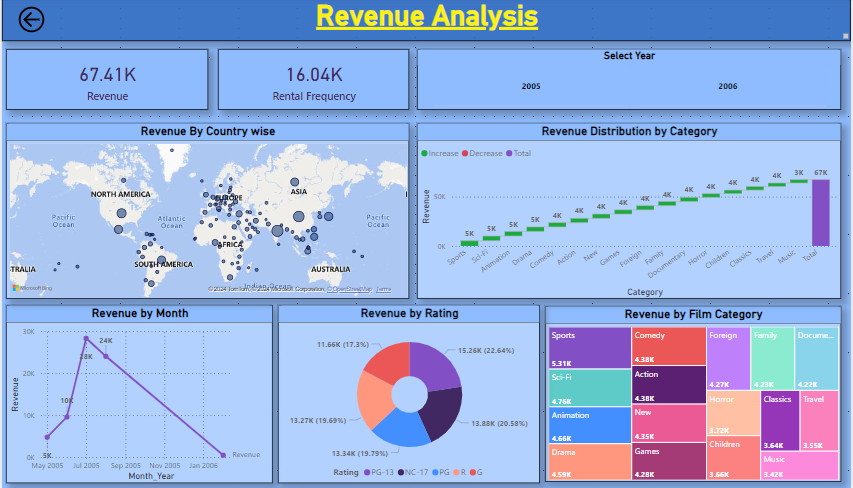 Revenue Analysis
67.41K
Revenue
16.04K
Rental Frequency
Select Year
2005
2006
Revenue By Country wise
NORTH AMERICA
EUROPE
ASIA
Pacific
Ocean
Atlantic
Ocean
Pacific
Ocean
AFRICA
SOUTH AMERICA
TRALIA
AUSTRALIA
Indian Ocean
Microsoft Bing
© 2024 TomTom, © 2024 Microsoft Corporation, © OpenStreetMap Terms
Revenue Distribution by Category
Increase Decrease Total
Revenue
50K
0K
5K 5K 5K 5K 4K 4K 4K 4K 4K 4K 4K 4K 4K 4K 4K 3K 67K
Sports Sci-Fi Animation Drama Comedy Action New Games Foreign Family Documentary Horror Children Classics Travel Music Total
Category
Revenue by Month
Revenue
30K
20K
10K
0K
5K
10K
28K
24K
Revenue
May 2005 Jul 2005 Sep 2005 Nov 2005 Jan 2006
Month_Year
Revenue by Rating
11.66K (17.3%)
15.26K (22.64%)
13.27K (19.69%)
13.88K (20.58%)
13.34K (19.79%)
Rating PG-13 NC-17 PG R G
Revenue by Film Category
Sports
5.31K
Sci-Fi
4.76K
Animation
4.66K
Drama
4.59K
Comedy
4.38K
Action
4.38K
New
4.35K
Games
4.28K
Foreign
4.27K
Family
4.23K
Docume...
4.22K
Horror
3.72K
Children
3.66K
Classics
3.64K
Travel
3.55K
Music
3.42K